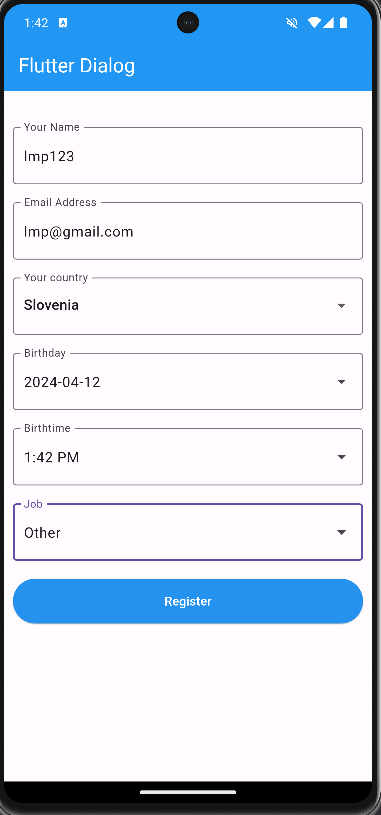 1:42
Flutter Dialog
Your Name
Imp123
Email Address
Imp@gmail.com
Your country
Slovenia
Birthday
2024-04-12
Birthtime
1:42 PM
Job
Other
Register